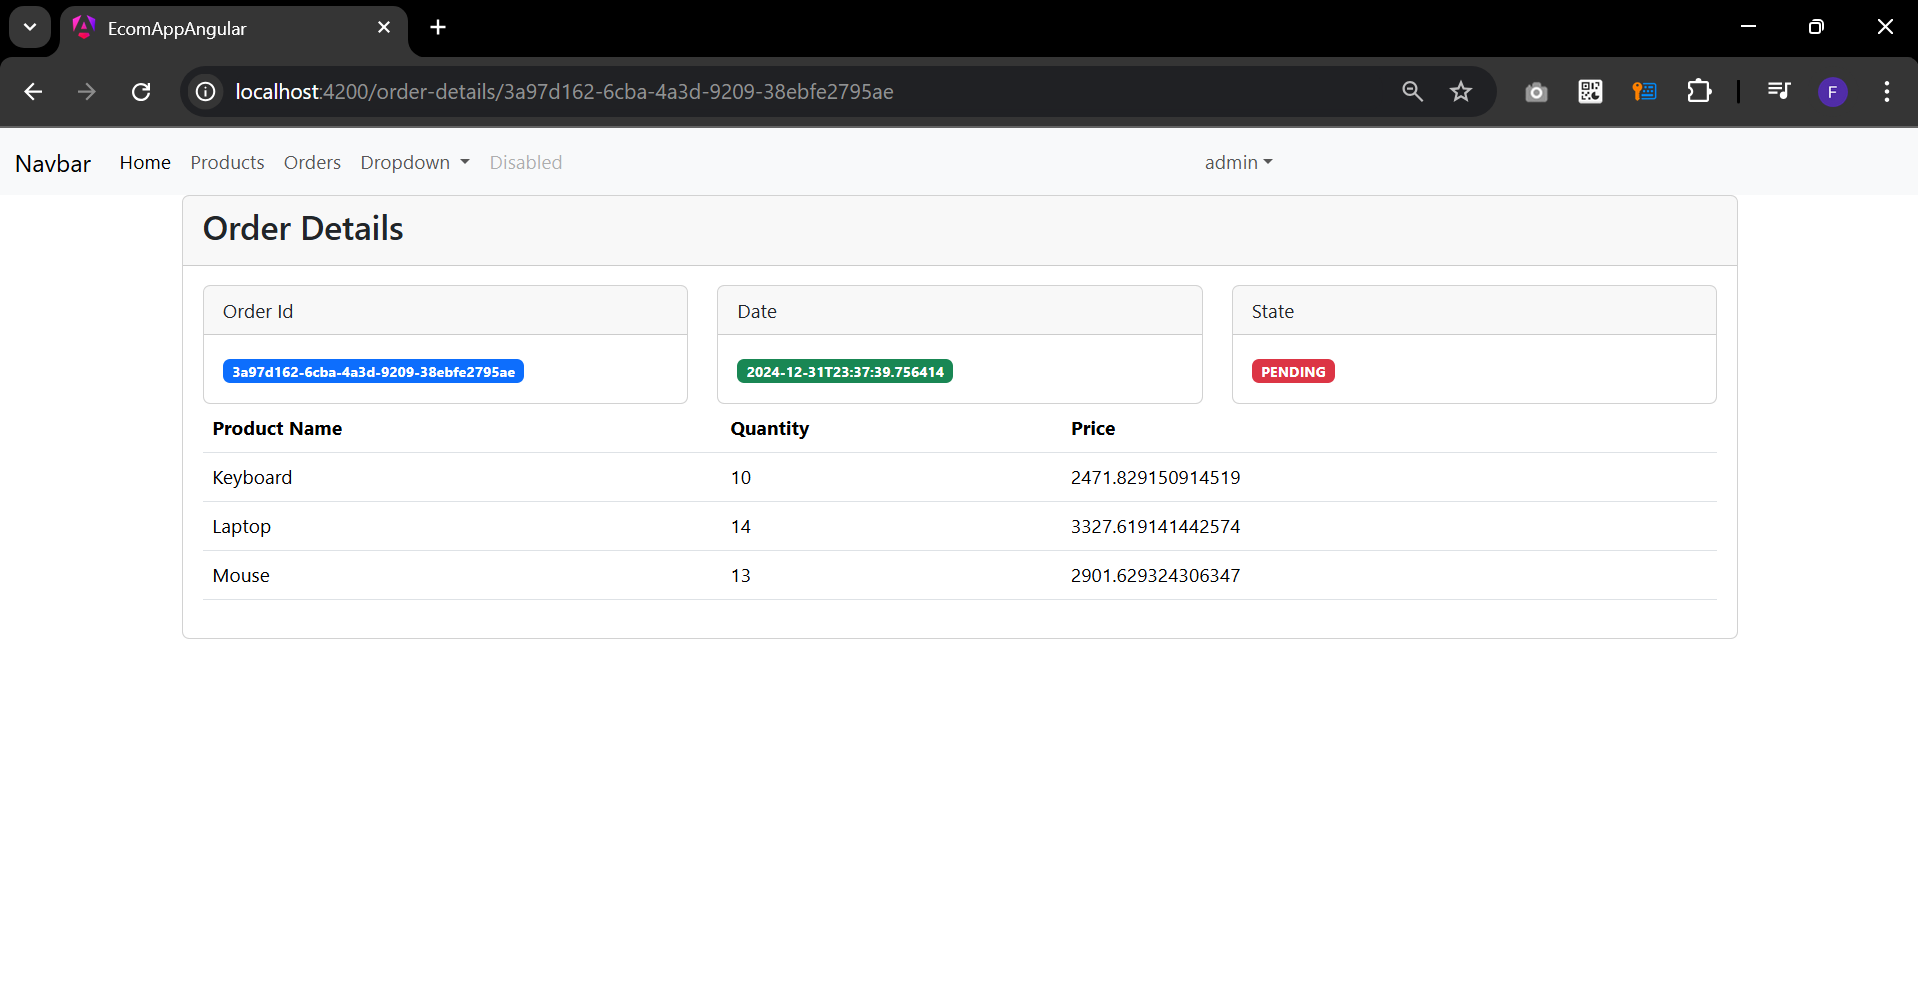 EcomAppAngular
localhost:4200/order-details/3a97d162-6cba-4a3d-9209-38ebfe2795ae
F
Navbar Home Products Orders Dropdown Disabled admin
Order Details
Order Id Date State
3a97d162-6cba-4a3d-9209-38ebfe2795ae 2024-12-31T23:37:39.756414 PENDING
Product Name Quantity Price
Keyboard 10 2471.829150914519
Laptop 14 3327.619141442574
Mouse 13 2901.629324306347